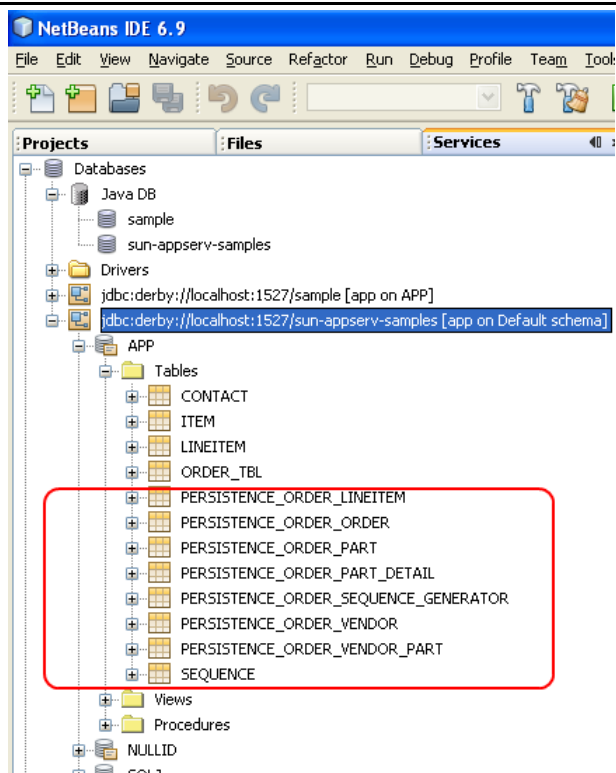 NetBeans IDE 6.9
File Edit View Navigate Source Refactor Run Debug Profile Team Tools
Projects Files Services
Databases
Java DB
sample
sun-appserv-samples
Drivers
jdbc:derby://localhost:1527/sample [app on APP]
jdbc:derby://localhost:1527/sun-appserv-samples [app on Default schema]
APP
Tables
CONTACT
ITEM
LINEITEM
ORDER_TBL
PERSISTENCE_ORDER_LINEITEM
PERSISTENCE_ORDER_ORDER
PERSISTENCE_ORDER_PART
PERSISTENCE_ORDER_PART_DETAIL
PERSISTENCE_ORDER_SEQUENCE_GENERATOR
PERSISTENCE_ORDER_VENDOR
PERSISTENCE_ORDER_VENDOR_PART
SEQUENCE
Views
Procedures
NULLID